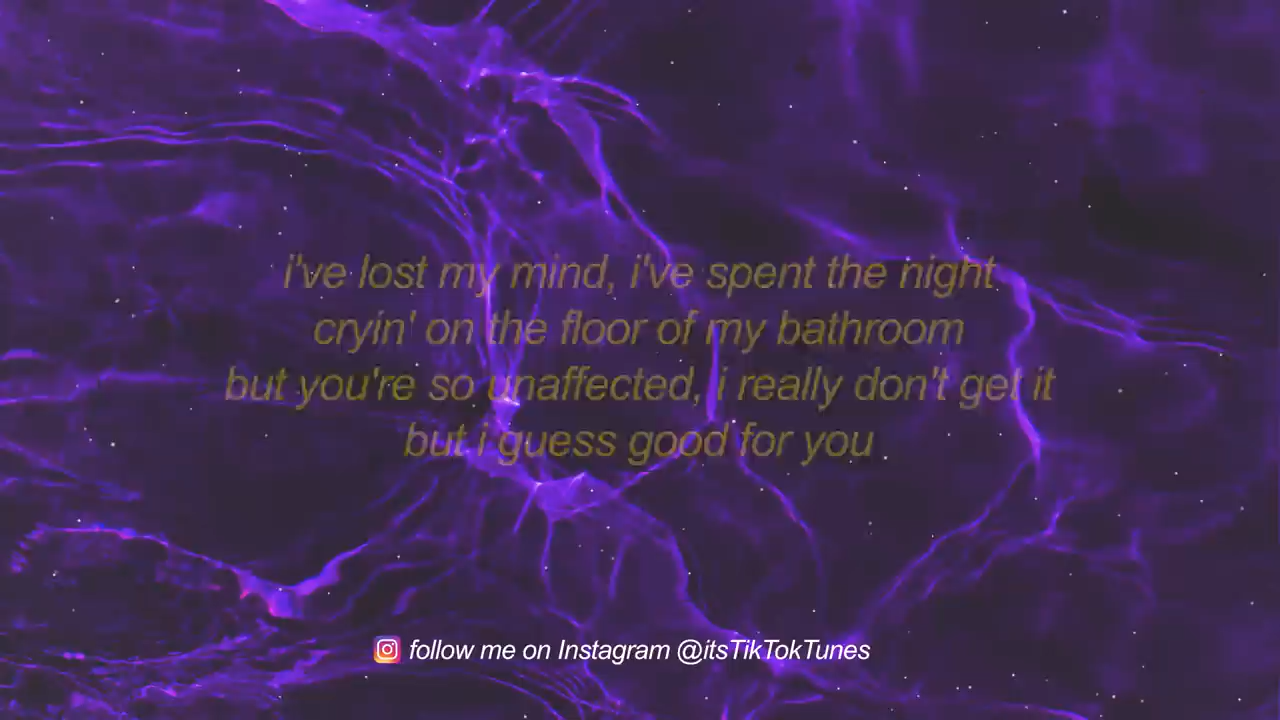 i've lost my mind, i've spent the night
cryin' on the floor of my bathroom
but you're so unaffected, i really don't get it
but i guess good for you
follow me on Instagram @itsTikTokTunes